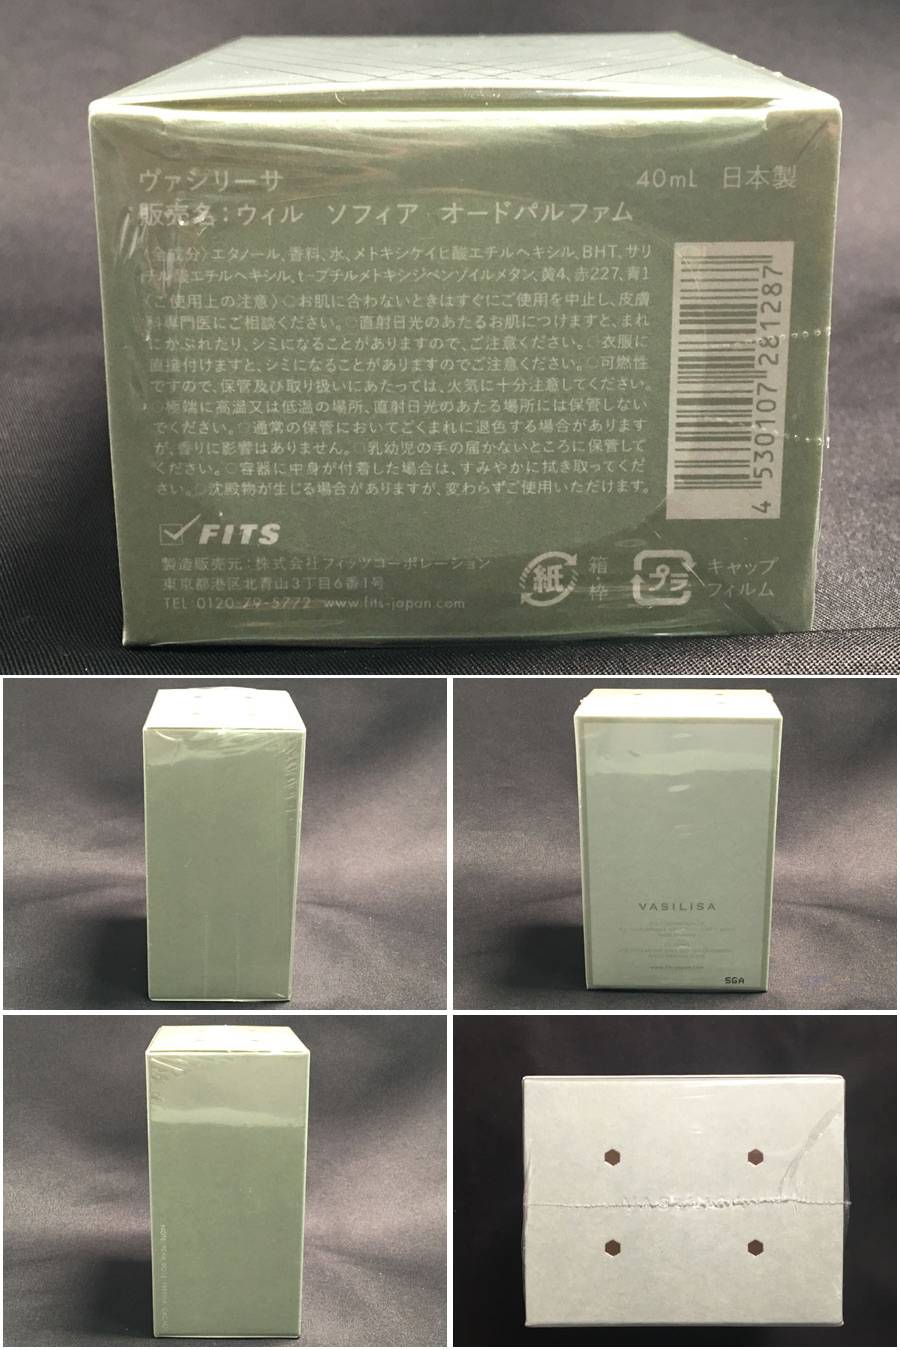 ヴァシリーサ
40mL 日本製
販売名：ウィル ソフィア オードパルファム
〈全成分〉エタノール、香料、水、メトキシケイヒ酸エチルヘキシル、BHT、サリ
チル酸エチルヘキシル、t-ブチルメトキシジベンゾイルメタン、黄4、赤227、青1
〈ご使用上の注意〉○お肌に合わないときはすぐにご使用を中止し、皮膚
科専門医にご相談ください。○直射日光のあたるお肌につけますと、まれ
にかぶれたり、シミになることがありますので、ご注意ください。○衣服に
直接付けますと、シミになることがありますのでご注意ください。○可燃性
ですので、保管及び取り扱いにあたっては、火気に十分注意してください。
○極端に高温又は低温の場所、直射日光のあたる場所には保管しない
でください。○通常の保管においてごくまれに退色する場合があります
が、香りに影響はありません。○乳幼児の手の届かないところに保管して
ください。○容器に中身が付着した場合は、すみやかに拭き取ってくだ
さい。○沈殿物が生じる場合がありますが、変わらずご使用いただけます。
4 530107 281287
FITS
製造販売元：株式会社フィッツコーポレーション
東京都港区北青山3丁目6番1号
TEL：0120-79-5772 www.fits-japan.com
紙
箱・枠
プラ
キャップ
フィルム
VASILISA
www.fits-japan.com
5GA